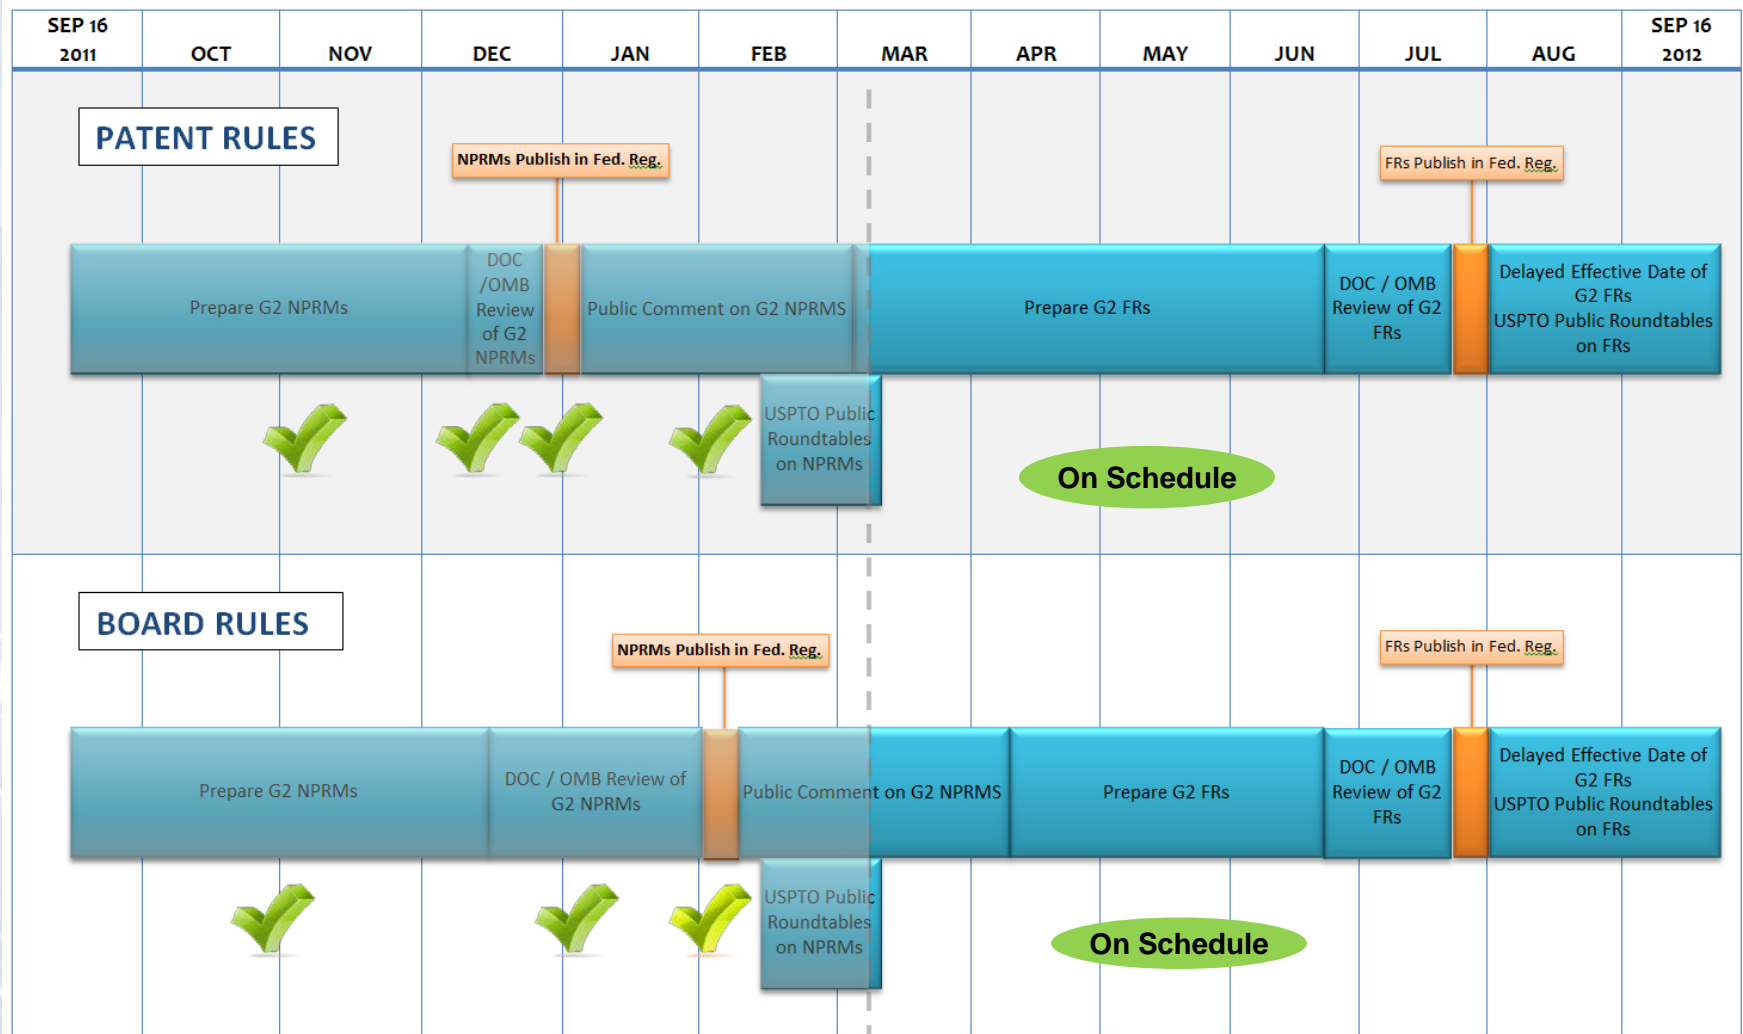 SEP 16
2011
OCT
NOV
DEC
JAN
FEB
MAR
APR
MAY
JUN
JUL
AUG
SEP 16
2012
PATENT RULES
NPRMs Publish in Fed. Reg.
FRs Publish in Fed. Reg.
Prepare G2 NPRMs
DOC
/OMB
Review
of G2
NPRMs
Public Comment on G2 NPRMS
Prepare G2 FRs
DOC / OMB
Review of G2
FRs
Delayed Effective Date of
G2 FRs
USPTO Public Roundtables
on FRs
USPTO Public
Roundtables
on NPRMs
On Schedule
BOARD RULES
NPRMs Publish in Fed. Reg.
FRs Publish in Fed. Reg.
Prepare G2 NPRMs
DOC / OMB Review of
G2 NPRMs
Public Comment on G2 NPRMS
Prepare G2 FRs
DOC / OMB
Review of G2
FRs
Delayed Effective Date of
G2 FRs
USPTO Public Roundtables
on FRs
USPTO Public
Roundtables
on NPRMs
On Schedule